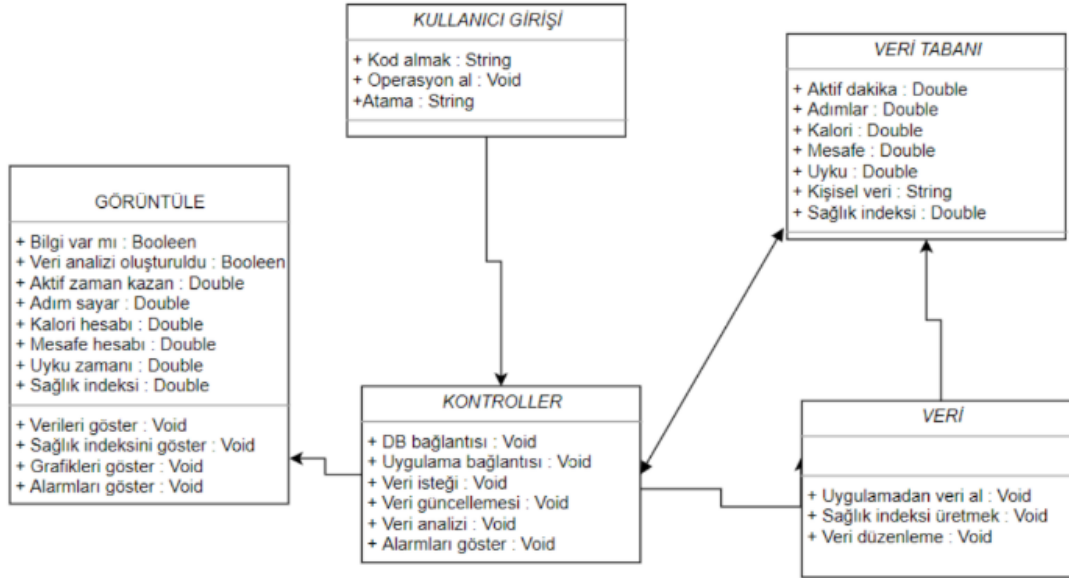 KULLANICI GİRİŞİ
+ Kod almak : String
+ Operasyon al : Void
+Atama : String
VERİ TABANI
+ Aktif dakika : Double
+ Adımlar : Double
+ Kalori : Double
+ Mesafe : Double
+ Uyku : Double
+ Kişisel veri : String
+ Sağlık indeksi : Double
GÖRÜNTÜLE
+ Bilgi var mı : Booleen
+ Veri analizi oluşturuldu : Booleen
+ Aktif zaman kazan : Double
+ Adım sayar : Double
+ Kalori hesabı : Double
+ Mesafe hesabı : Double
+ Uyku zamanı : Double
+ Sağlık indeksi : Double
+ Verileri göster : Void
+ Sağlık indeksini göster : Void
+ Grafikleri göster : Void
+ Alarmları göster : Void
KONTROLLER
+ DB bağlantısı : Void
+ Uygulama bağlantısı : Void
+ Veri isteği : Void
+ Veri güncellemesi : Void
+ Veri analizi : Void
+ Alarmları göster : Void
VERİ
+ Uygulamadan veri al : Void
+ Sağlık indeksi üretmek : Void
+ Veri düzenleme : Void